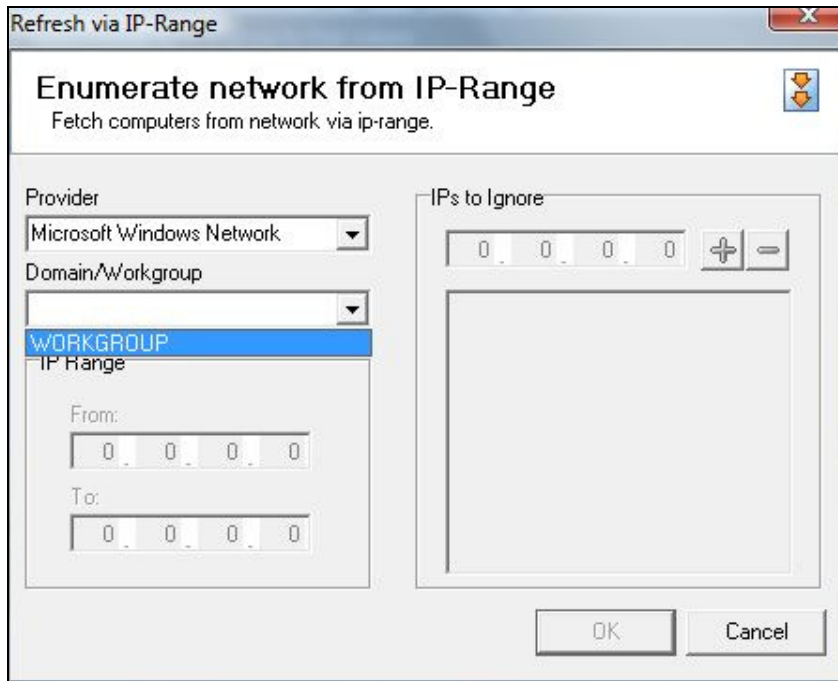 Refresh via IP-Range
Enumerate network from IP-Range
Fetch computers from network via ip-range.
Provider
Microsoft Windows Network
Domain/Workgroup
WORKGROUP
IP Range
From:
0 . 0 . 0 . 0
To:
0 . 0 . 0 . 0
IPs to Ignore
0 . 0 . 0 . 0
OK
Cancel